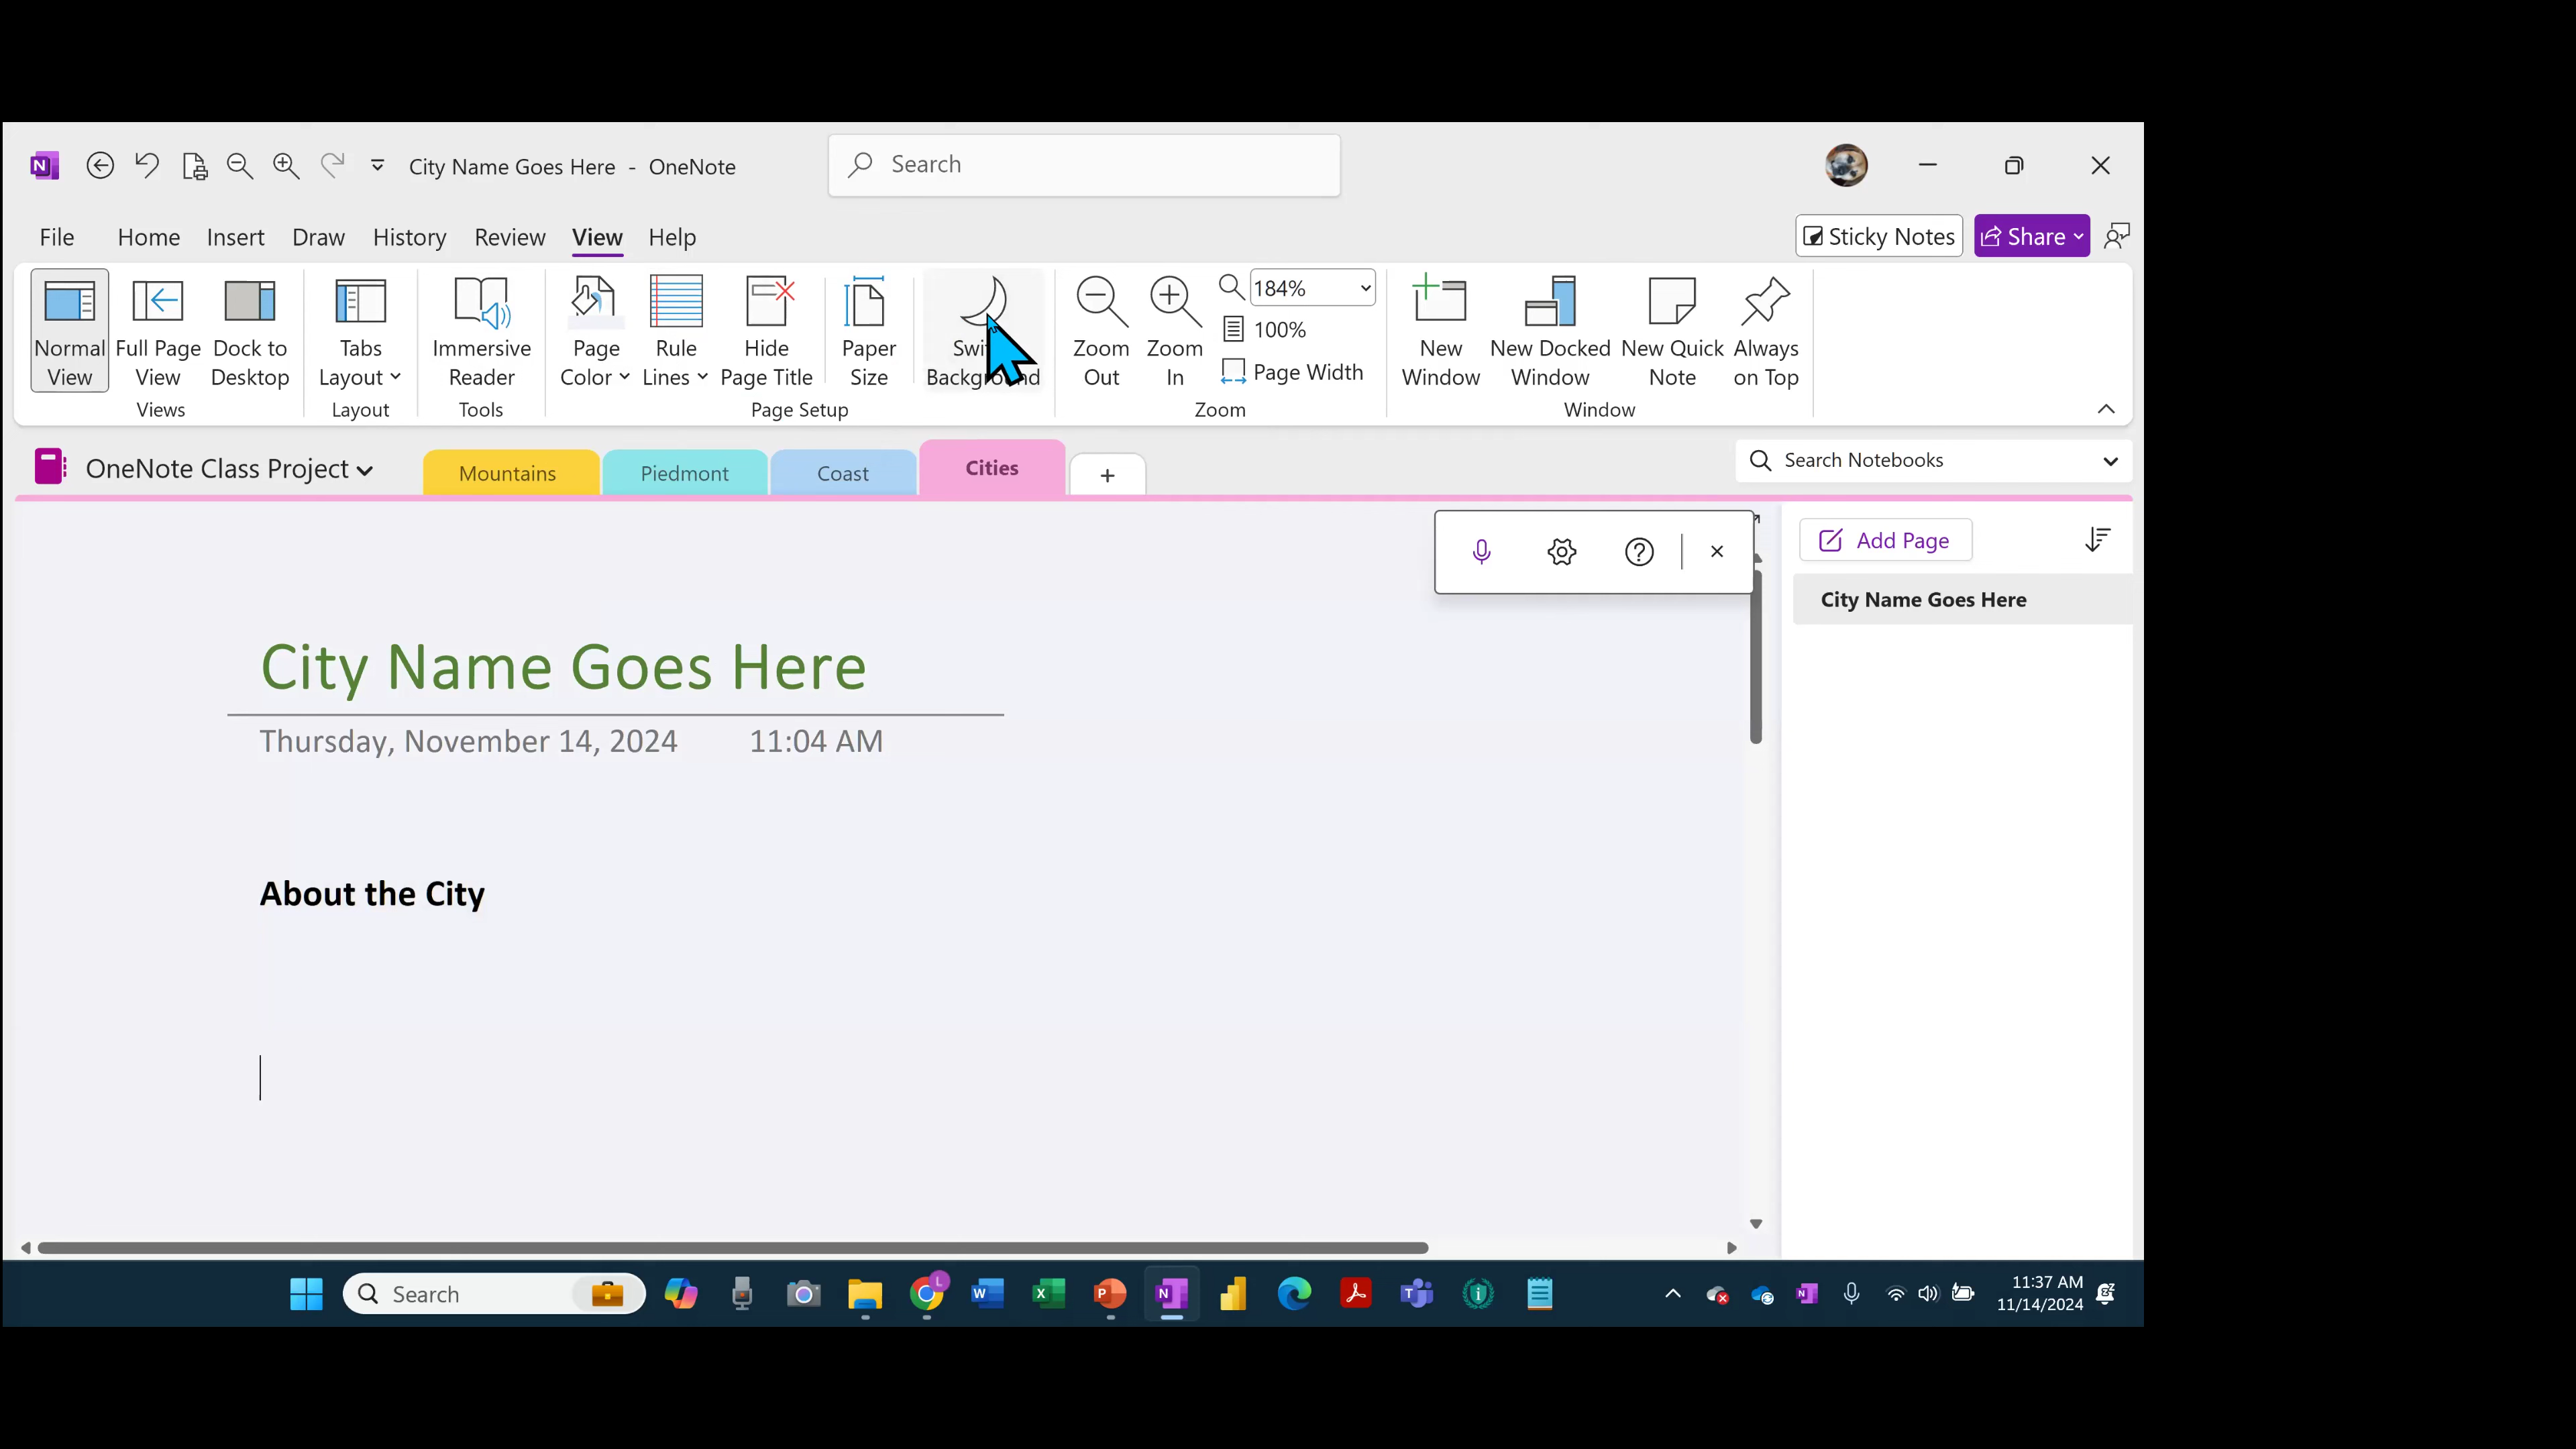 City Name Goes Here - OneNote
Search
File Home Insert Draw History Review View Help
Sticky Notes
Share
Normal View
Full Page View
Dock to Desktop
Views
Tabs Layout
Layout
Immersive Reader
Tools
Page Color
Rule Lines
Hide Page Title
Paper Size
Background
Page Setup
Zoom Out
Zoom In
184%
100%
Page Width
Zoom
New Window
New Docked Window
New Quick Note
Always on Top
Window
OneNote Class Project
Mountains
Piedmont
Coast
Cities
+
Search Notebooks
Add Page
City Name Goes Here
City Name Goes Here
Thursday, November 14, 2024 11:04 AM
About the City
Search
11:37 AM
11/14/2024